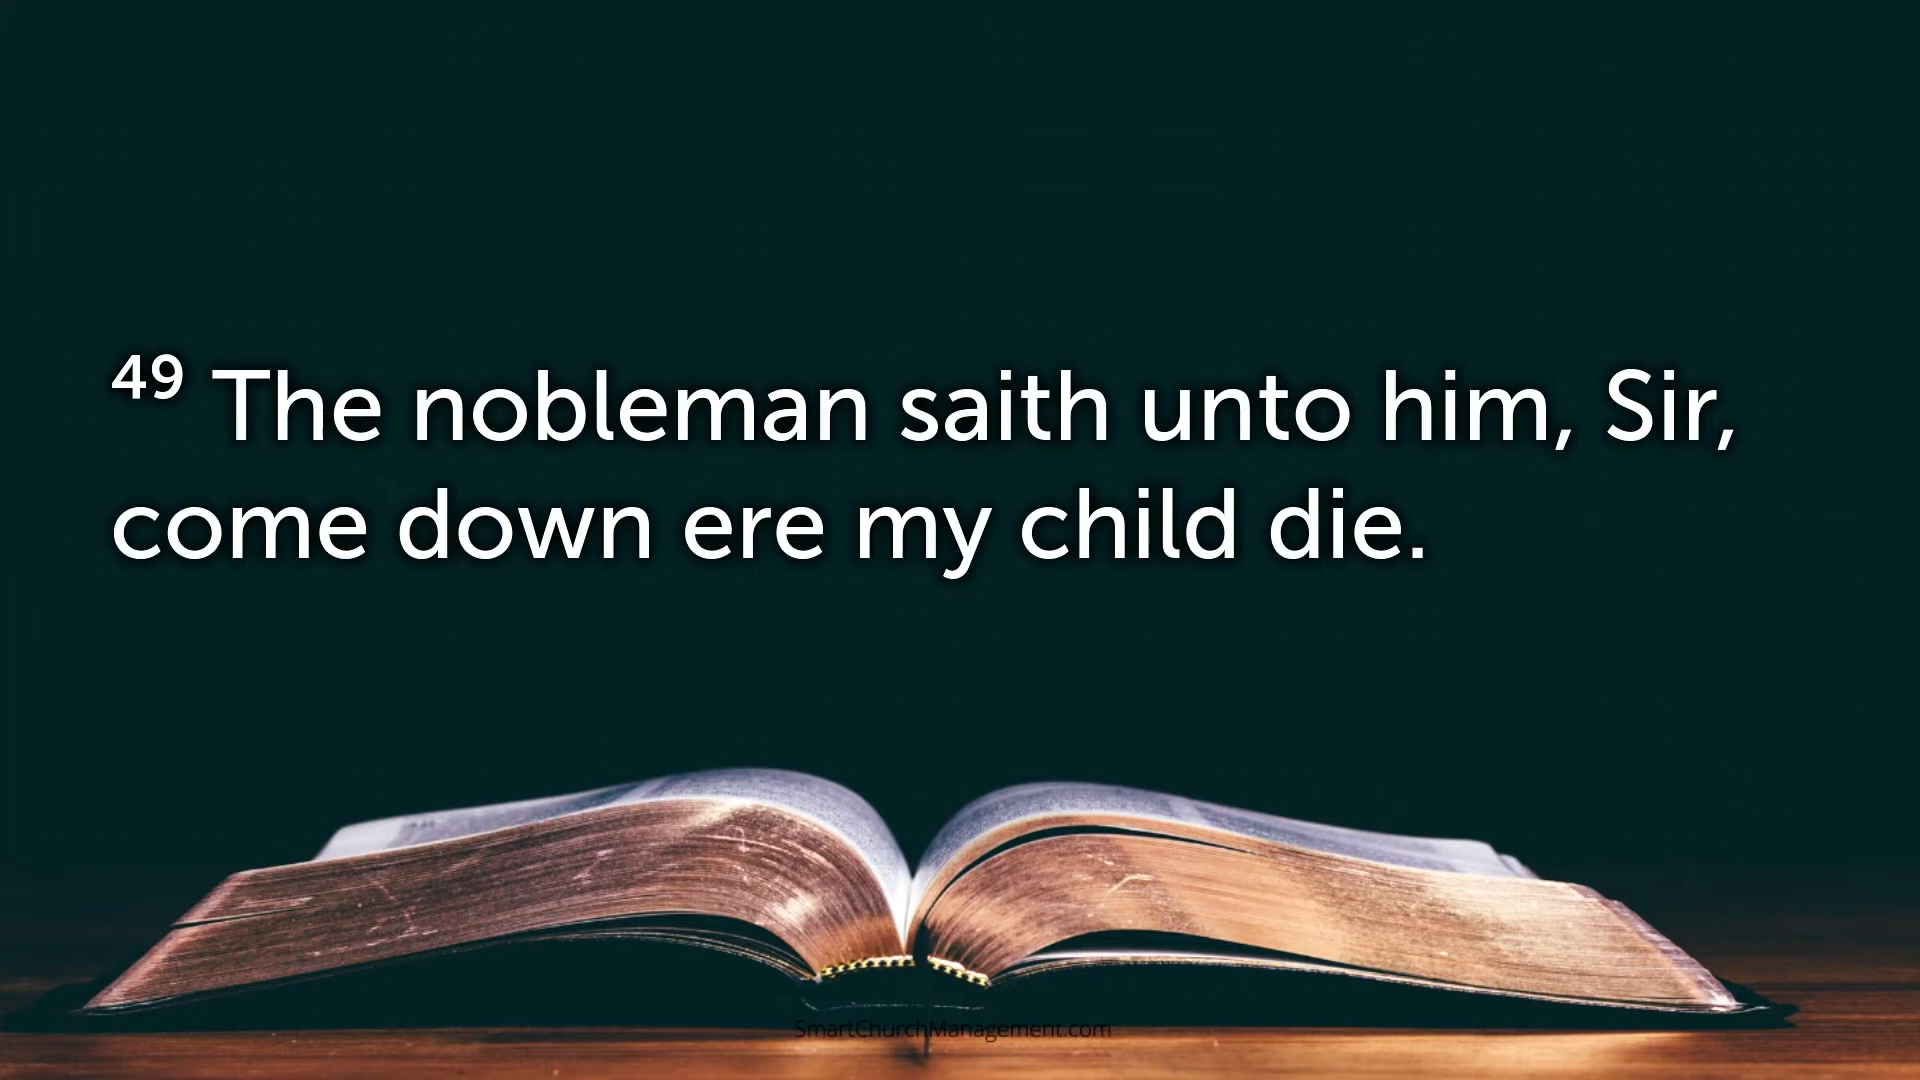 49 The nobleman saith unto him, Sir,
come down ere my child die.
SmartChurchManagement.com